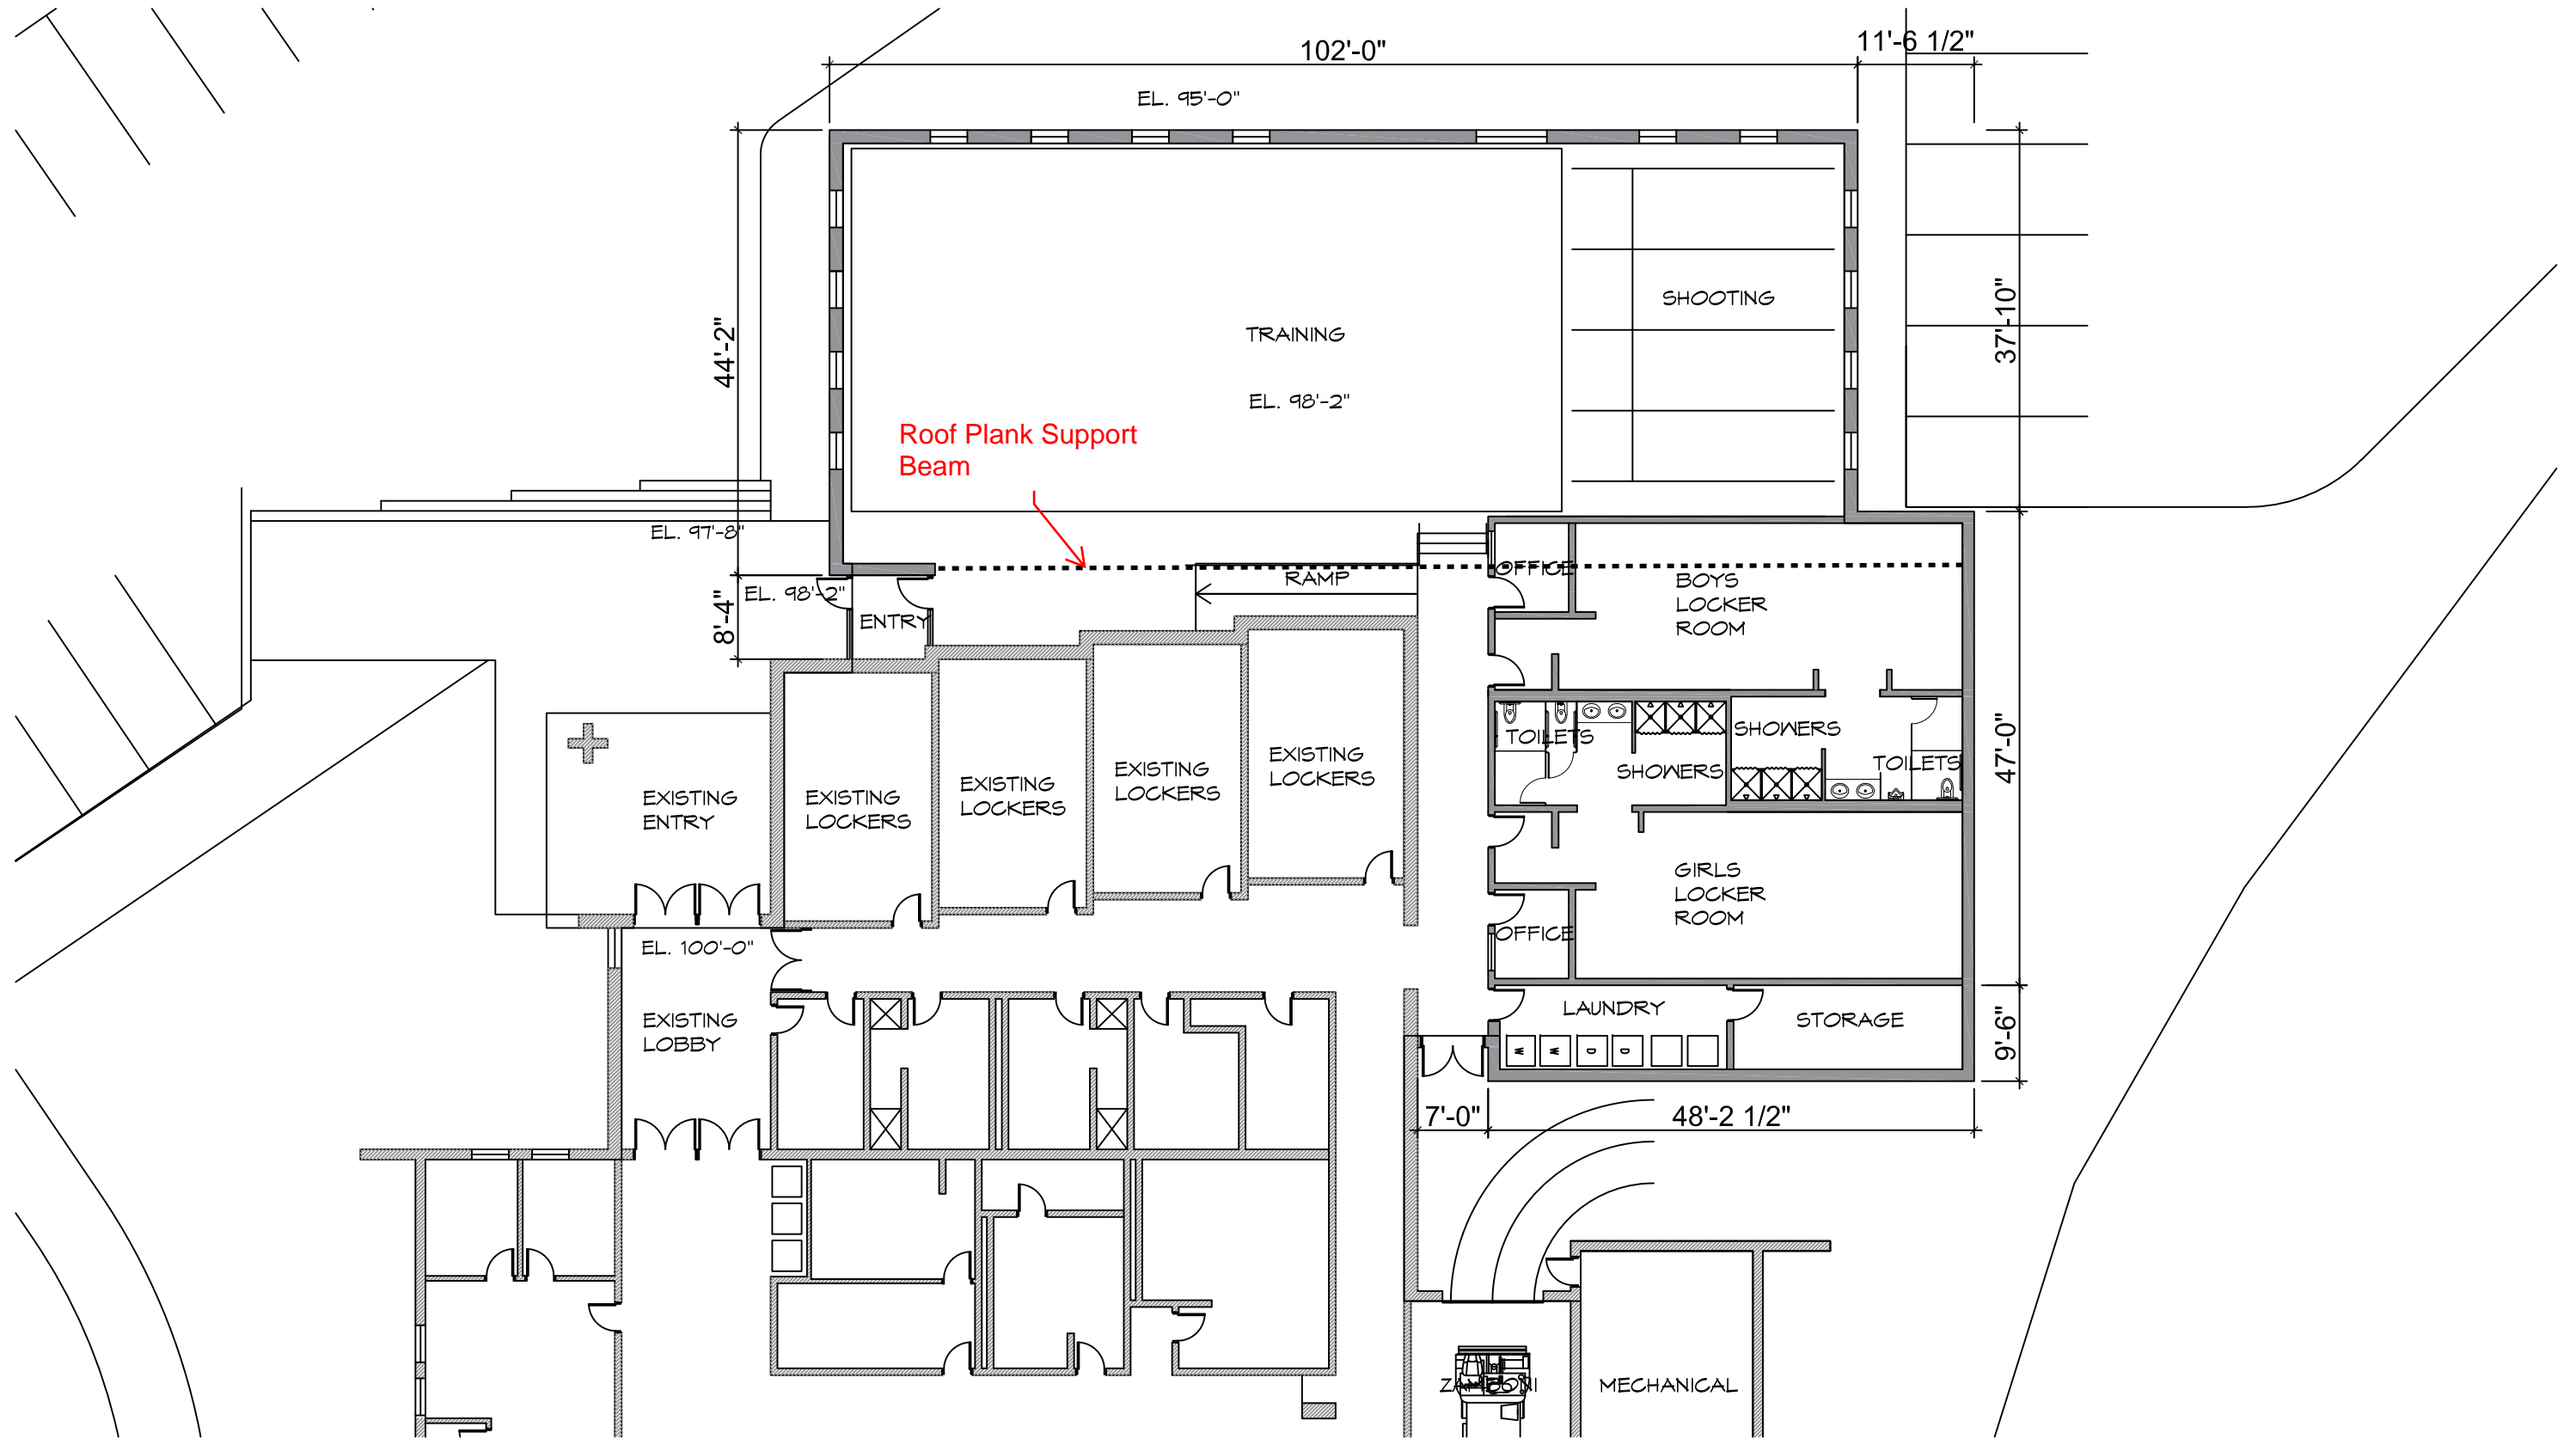 102'-0"
11'-6 1/2"
EL. 95'-0"
44'-2"
37'-10"
SHOOTING
TRAINING
EL. 98'-2"
Roof Plank Support
Beam
EL. 97'-8"
OFFICE
RAMP
BOYS
LOCKER
ROOM
EL. 98'-2"
8'-4"
ENTRY
TOILETS
SHOWERS
SHOWERS
TOILETS
47'-0"
EXISTING
ENTRY
EXISTING
LOCKERS
EXISTING
LOCKERS
EXISTING
LOCKERS
EXISTING
LOCKERS
GIRLS
LOCKER
ROOM
OFFICE
EL. 100'-0"
EXISTING
LOBBY
LAUNDRY
STORAGE
9'-6"
W
W
D
D
7'-0"
48'-2 1/2"
ZAMBONI
MECHANICAL